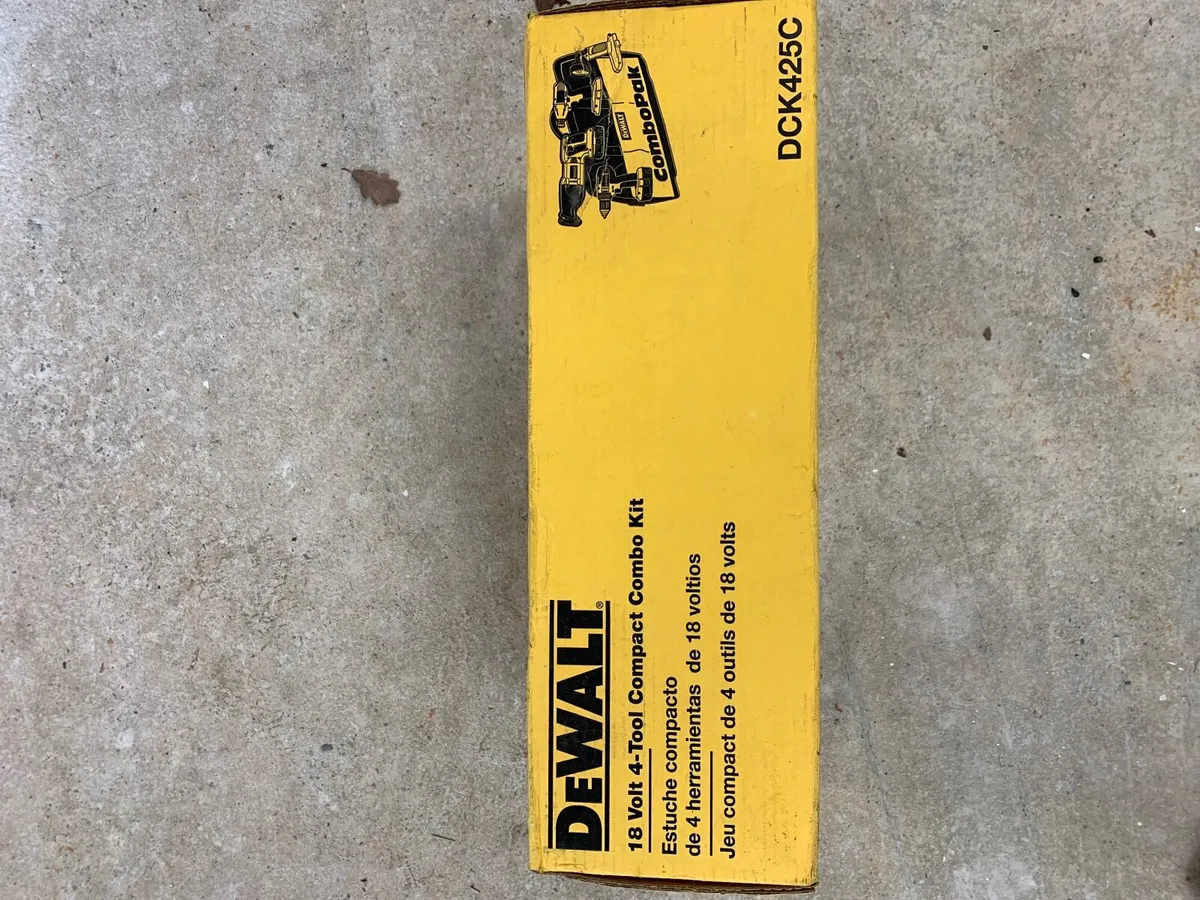 DEWALT®
18 Volt 4-Tool Compact Combo Kit
Estuche compacto
de 4 herramientas de 18 voltios
Jeu compact de 4 outils de 18 volts
DEWALT
ComboPak
DCK425C